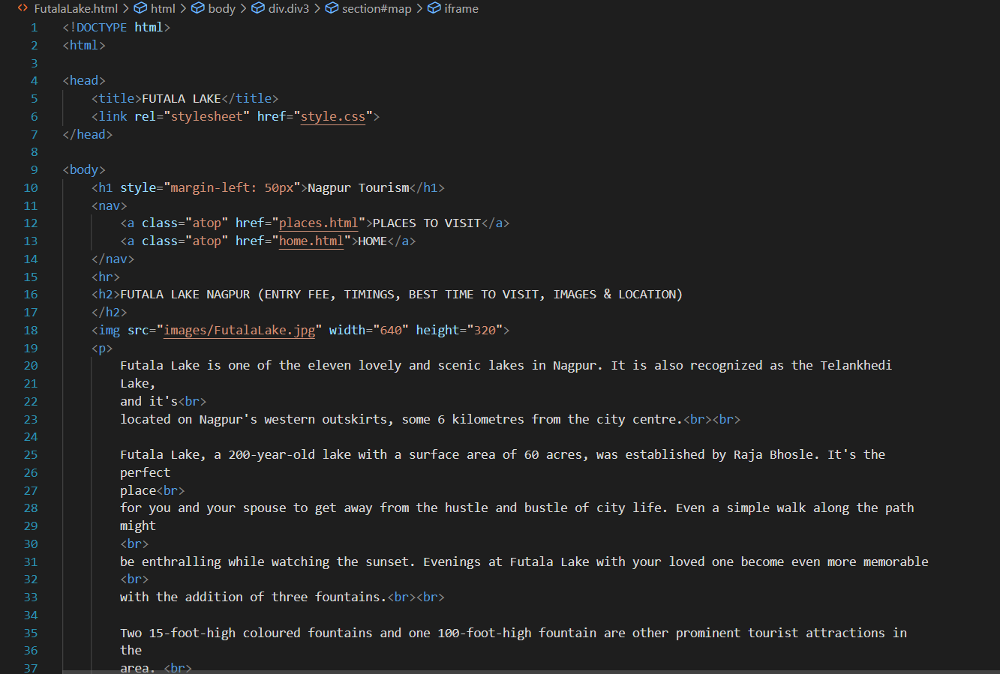 <> FutalaLake.html > html > body > div.div3 > section#map > iframe
1 <!DOCTYPE html>
2 <html>
3
4 <head>
5 <title>FUTALA LAKE</title>
6 <link rel="stylesheet" href="style.css">
7 </head>
8
9 <body>
10 <h1 style="margin-left: 50px">Nagpur Tourism</h1>
11 <nav>
12 <a class="atop" href="places.html">PLACES TO VISIT</a>
13 <a class="atop" href="home.html">HOME</a>
14 </nav>
15 <hr>
16 <h2>FUTALA LAKE NAGPUR (ENTRY FEE, TIMINGS, BEST TIME TO VISIT, IMAGES & LOCATION)
17 </h2>
18 <img src="images/FutalaLake.jpg" width="640" height="320">
19 <p>
20 Futala Lake is one of the eleven lovely and scenic lakes in Nagpur. It is also recognized as the Telankhedi
21 Lake,
22 and it's<br>
23 located on Nagpur's western outskirts, some 6 kilometres from the city centre.<br><br>
24
25 Futala Lake, a 200-year-old lake with a surface area of 60 acres, was established by Raja Bhosle. It's the
26 perfect
27 place<br>
28 for you and your spouse to get away from the hustle and bustle of city life. Even a simple walk along the path
29 might
30 <br>
31 be enthralling while watching the sunset. Evenings at Futala Lake with your loved one become even more memorable
32 <br>
33 with the addition of three fountains.<br><br>
34
35 Two 15-foot-high coloured fountains and one 100-foot-high fountain are other prominent tourist attractions in
36 the
37 area. <br>